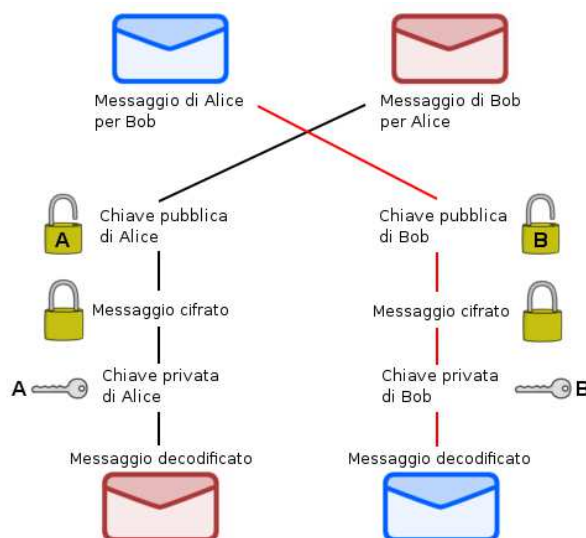 Messaggio di Alice
per Bob
Messaggio di Bob
per Alice
A
Chiave pubblica
di Alice
Chiave pubblica
di Bob
B
Messaggio cifrato
Messaggio cifrato
A
Chiave privata
di Alice
Chiave privata
di Bob
B
Messaggio decodificato
Messaggio decodificato